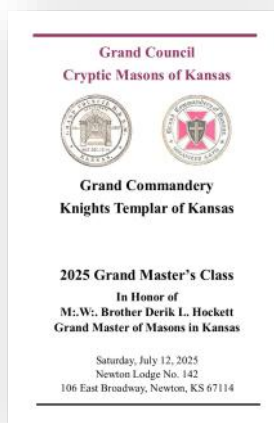 Grand Council
Cryptic Masons of Kansas
Grand Commandery
Knights Templar of Kansas
2025 Grand Master's Class
In Honor of
M:.W:. Brother Derik L. Hockett
Grand Master of Masons in Kansas
Saturday, July 12, 2025
Newton Lodge No. 142
106 East Broadway, Newton, KS 67114